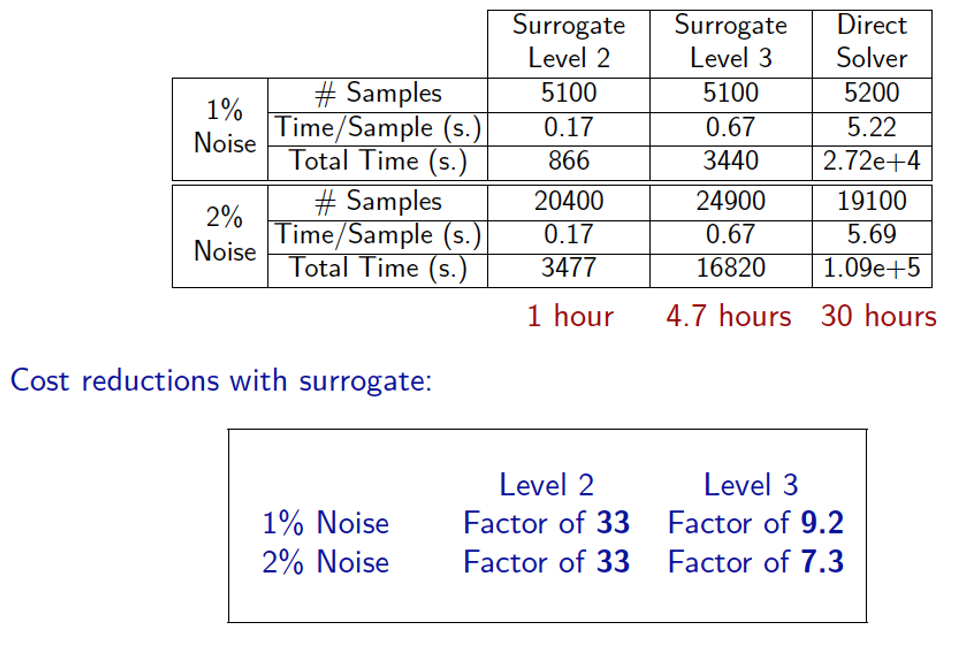 Surrogate Surrogate Direct
Level 2 Level 3 Solver
1% Noise # Samples 5100 5100 5200
Time/Sample (s.) 0.17 0.67 5.22
Total Time (s.) 866 3440 2.72e+4
2% Noise # Samples 20400 24900 19100
Time/Sample (s.) 0.17 0.67 5.69
Total Time (s.) 3477 16820 1.09e+5
1 hour 4.7 hours 30 hours
Cost reductions with surrogate:
Level 2 Level 3
1% Noise Factor of 33 Factor of 9.2
2% Noise Factor of 33 Factor of 7.3